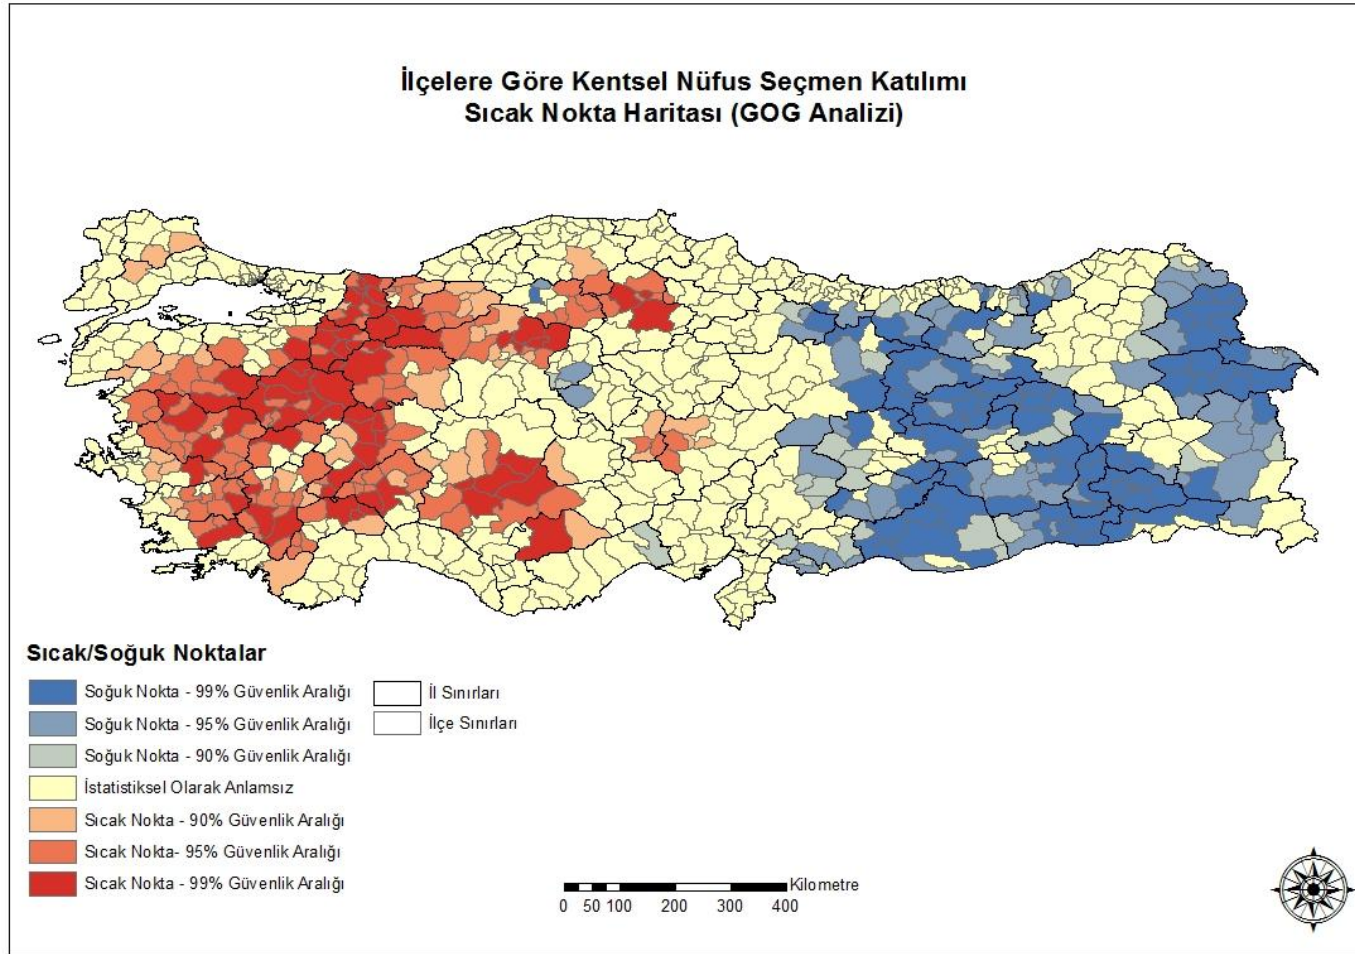 İlçelere Göre Kentsel Nüfus Seçmen Katılımı
Sıcak Nokta Haritası (GOG Analizi)
Sıcak/Soğuk Noktalar
Soğuk Nokta - 99% Güvenlik Aralığı
Soğuk Nokta - 95% Güvenlik Aralığı
Soğuk Nokta - 90% Güvenlik Aralığı
İstatistiksel Olarak Anlamsız
Sıcak Nokta - 90% Güvenlik Aralığı
Sıcak Nokta- 95% Güvenlik Aralığı
Sıcak Nokta - 99% Güvenlik Aralığı
İl Sınırları
İlçe Sınırları
Kilometre
0 50 100 200 300 400